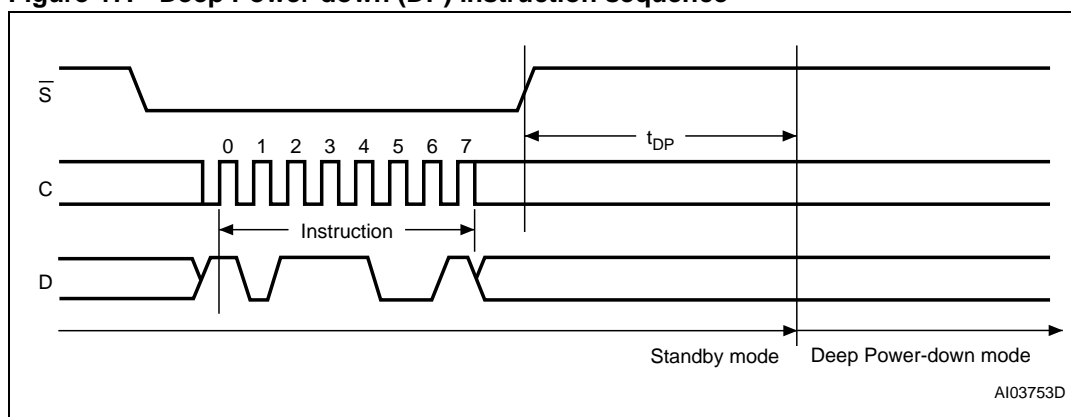 Figure 17. Deep Power-down (DP) instruction sequence
S̅
tDP
0 1 2 3 4 5 6 7
C
Instruction
D
Standby mode Deep Power-down mode
AI03753D